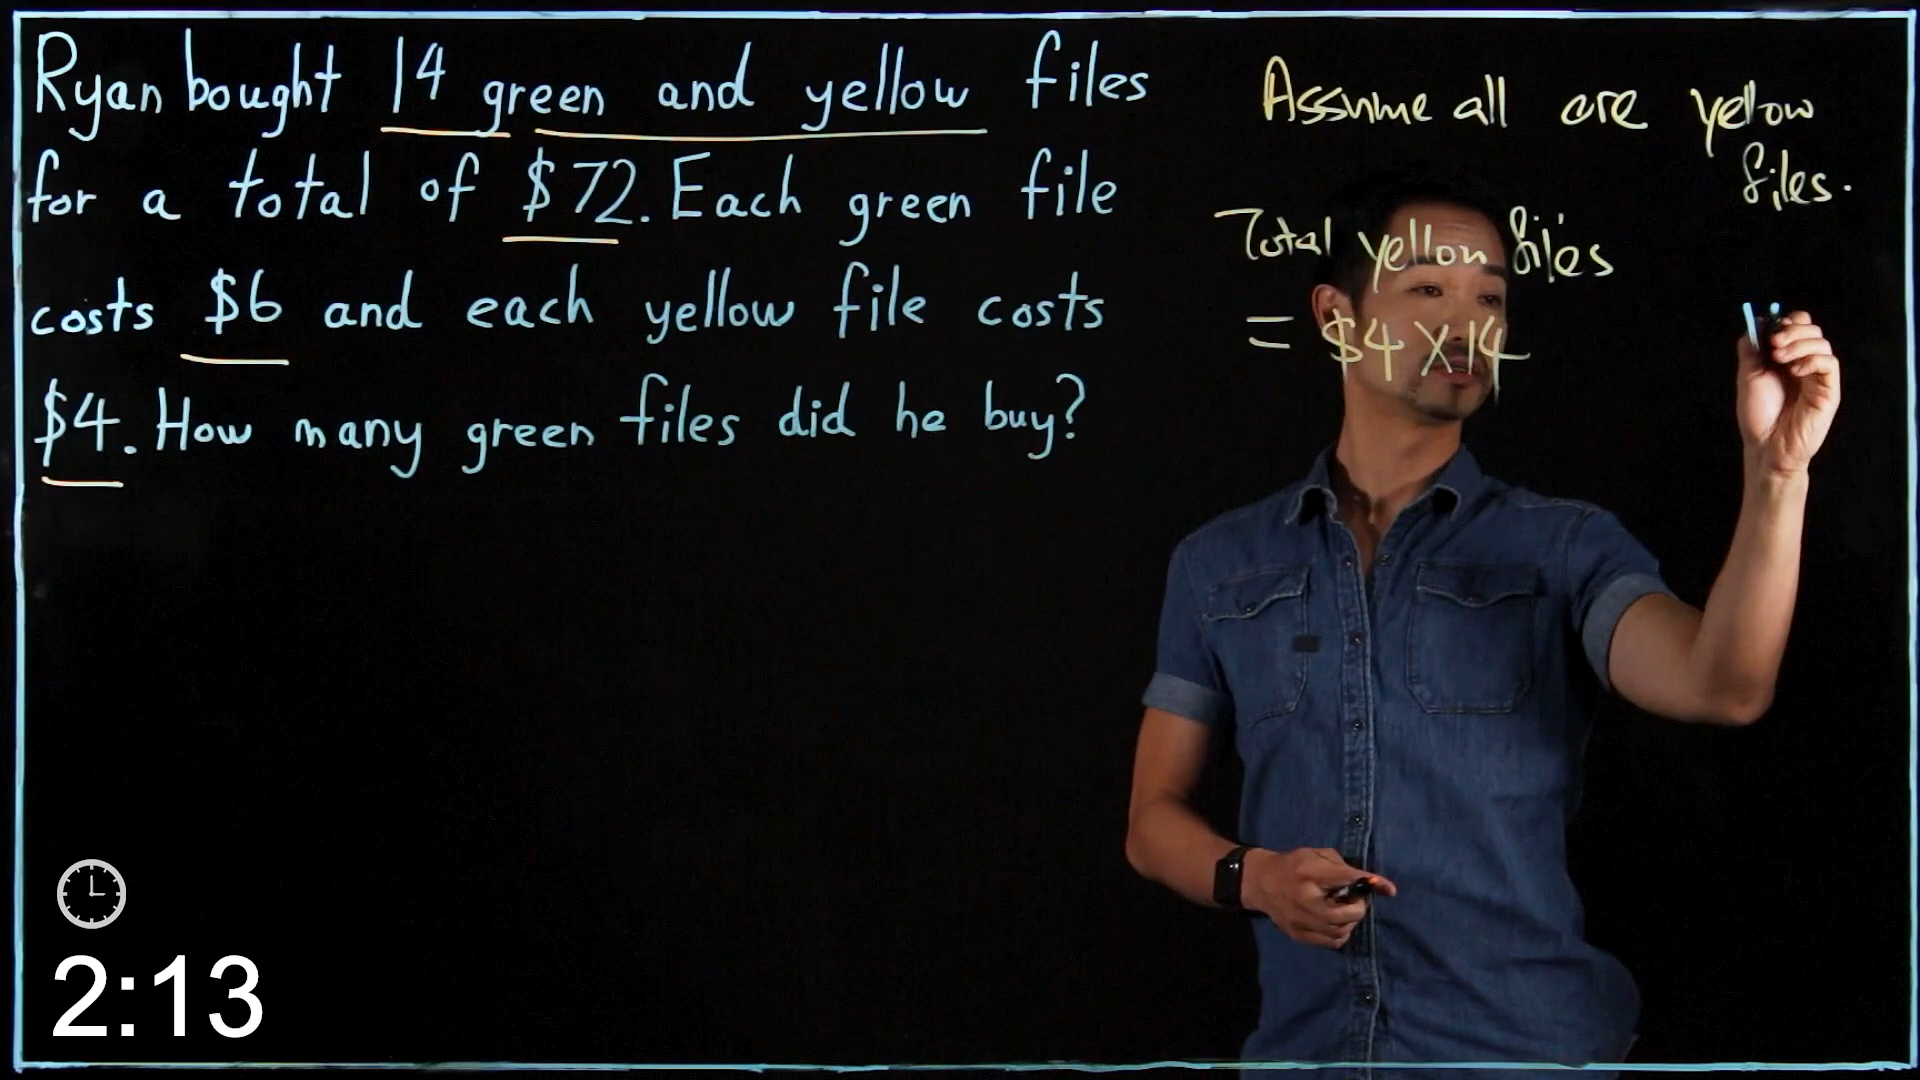 Ryan bought 14 green and yellow files
for a total of $72. Each green file
costs $6 and each yellow file costs
$4. How many green files did he buy?
Assume all are yellow
files.
Total yellow files
= $4 X 14
2:13